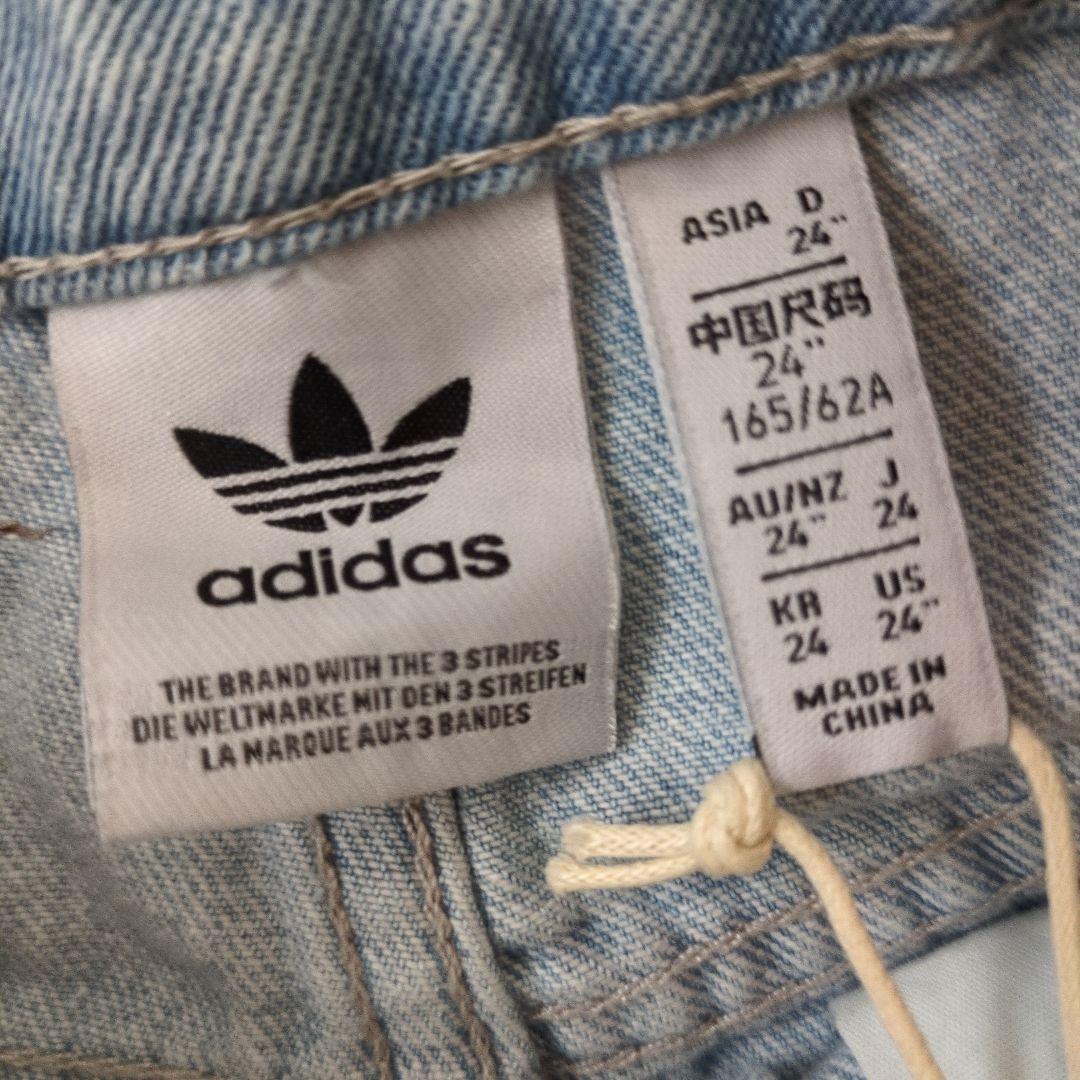 adidas
THE BRAND WITH THE 3 STRIPES
DIE WELTMARKE MIT DEN 3 STREIFEN
LA MARQUE AUX 3 BANDES
ASIA D
24"
中国尺码
24"
165/62A
AU/NZ J
24" 24
KR US
24 24"
MADE IN
CHINA